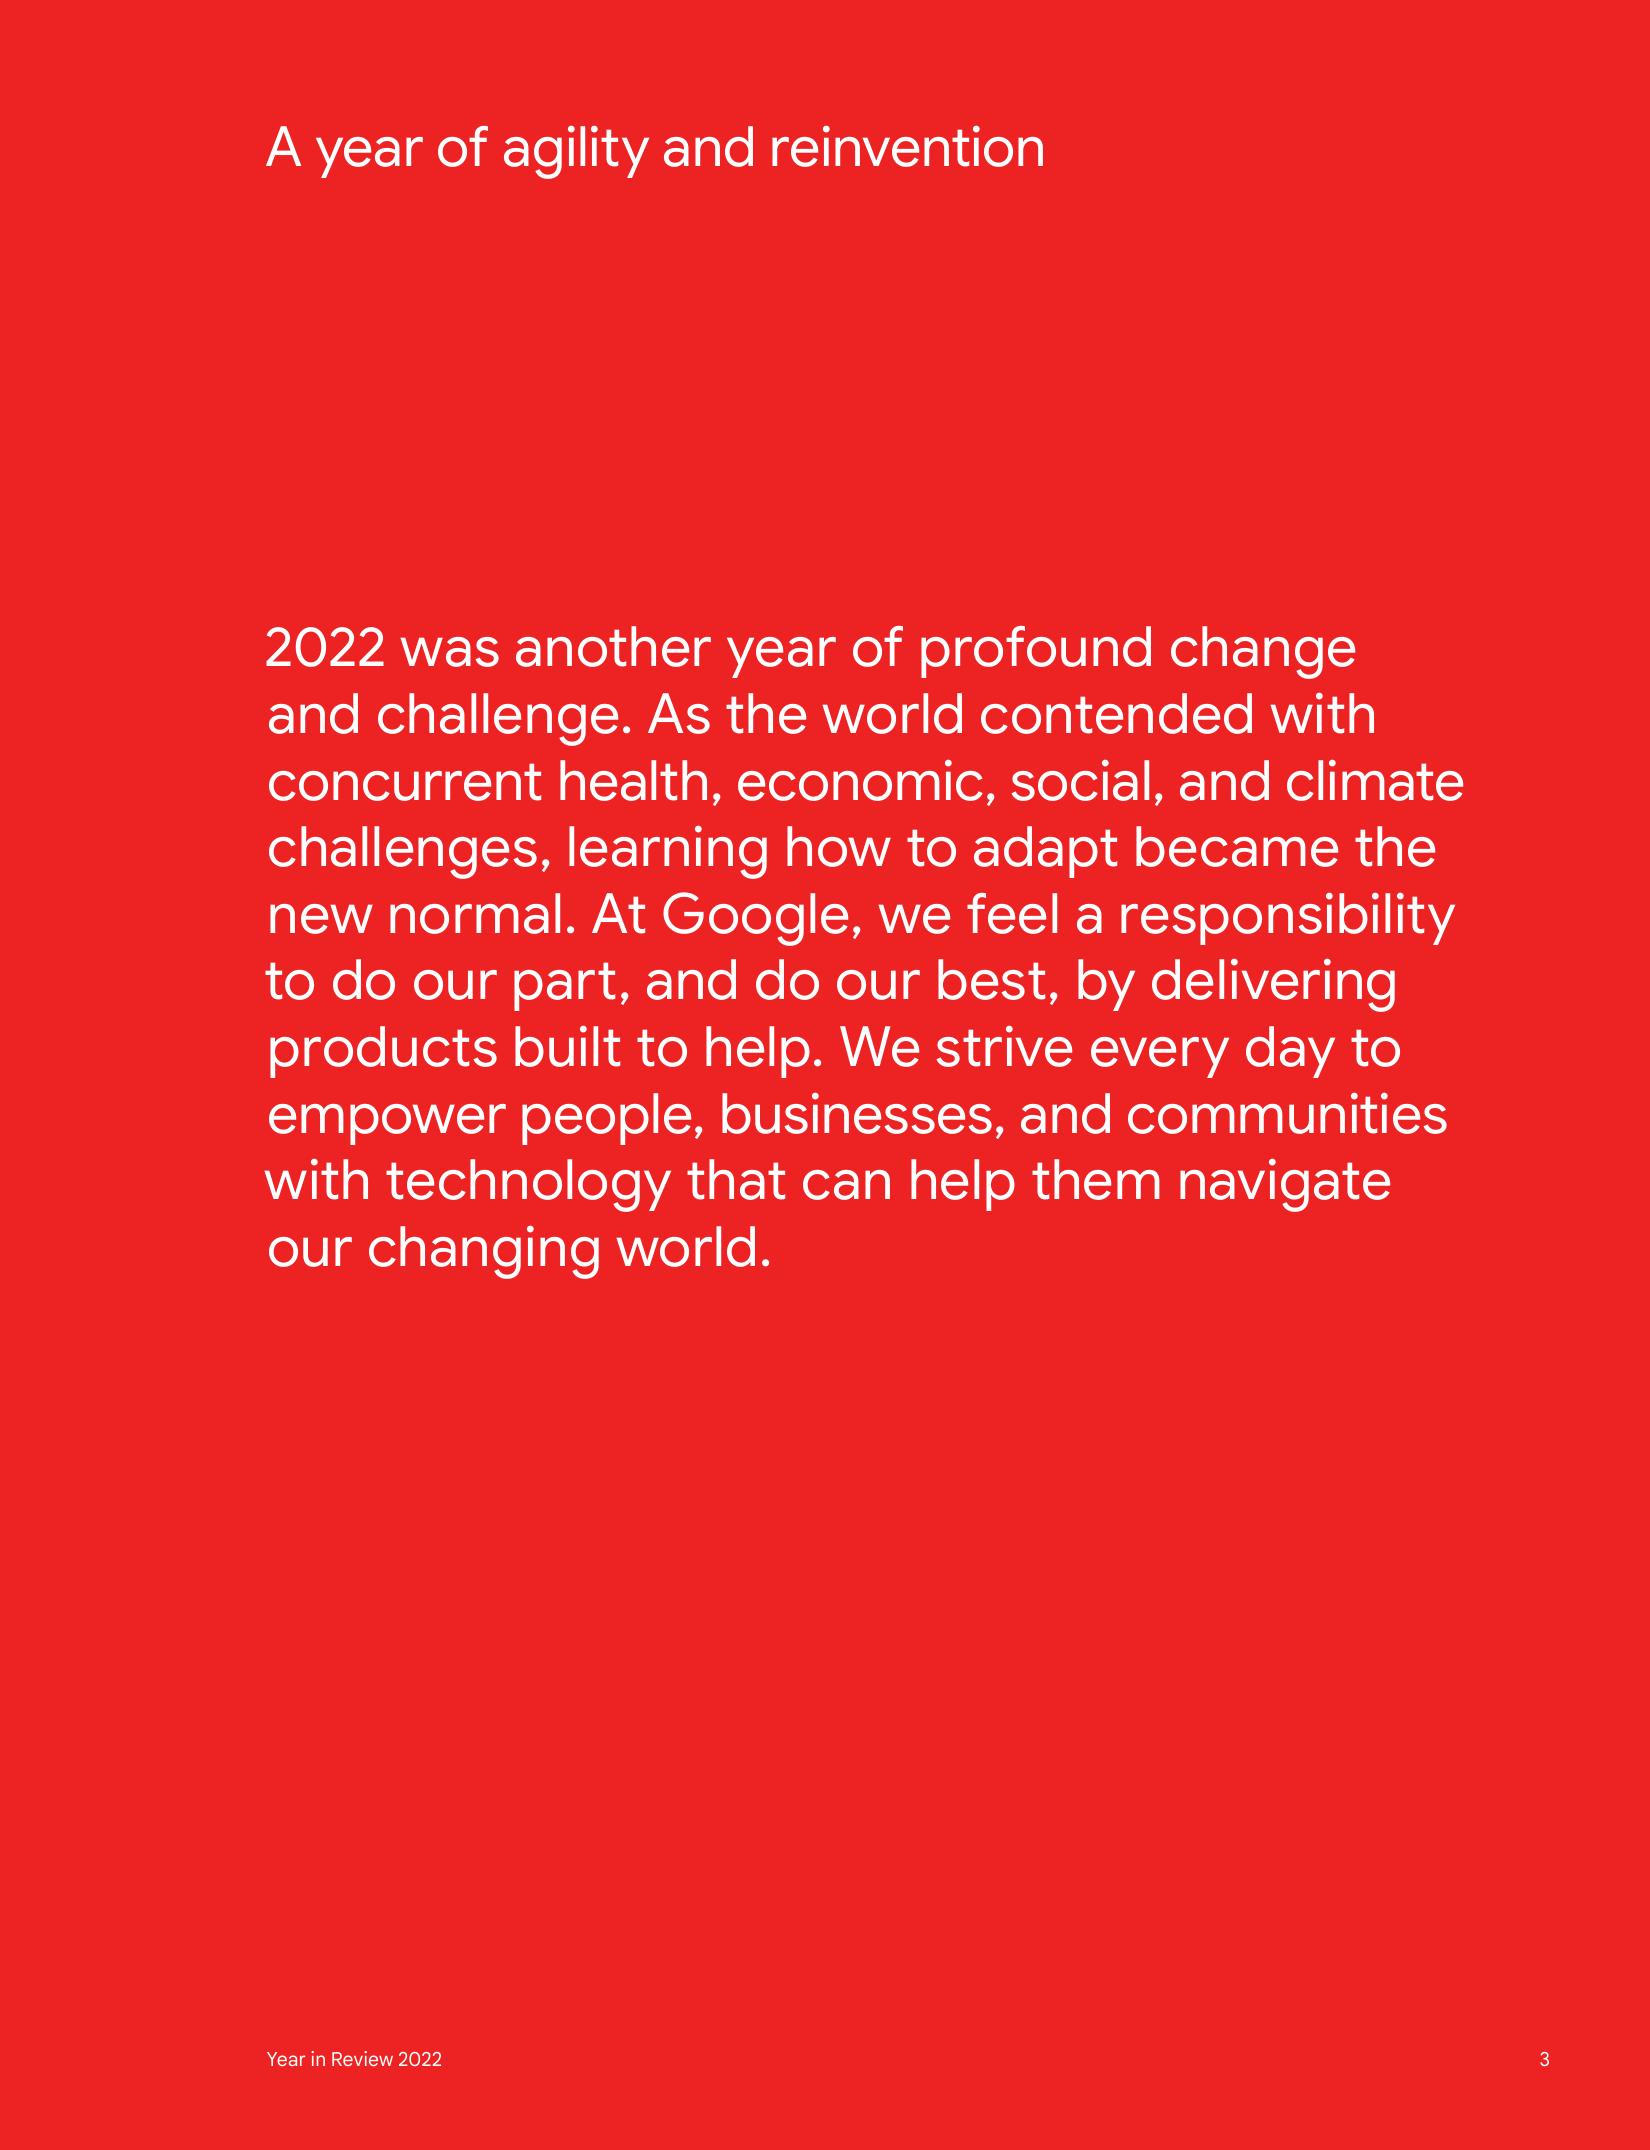 A year of agility and reinvention
2022 was another year of profound change
and challenge. As the world contended with
concurrent health, economic, social, and climate
challenges, learning how to adapt became the
new normal. At Google, we feel a responsibility
to do our part, and do our best, by delivering
products built to help. We strive every day to
empower people, businesses, and communities
with technology that can help them navigate
our changing world.
Year in Review 2022
3